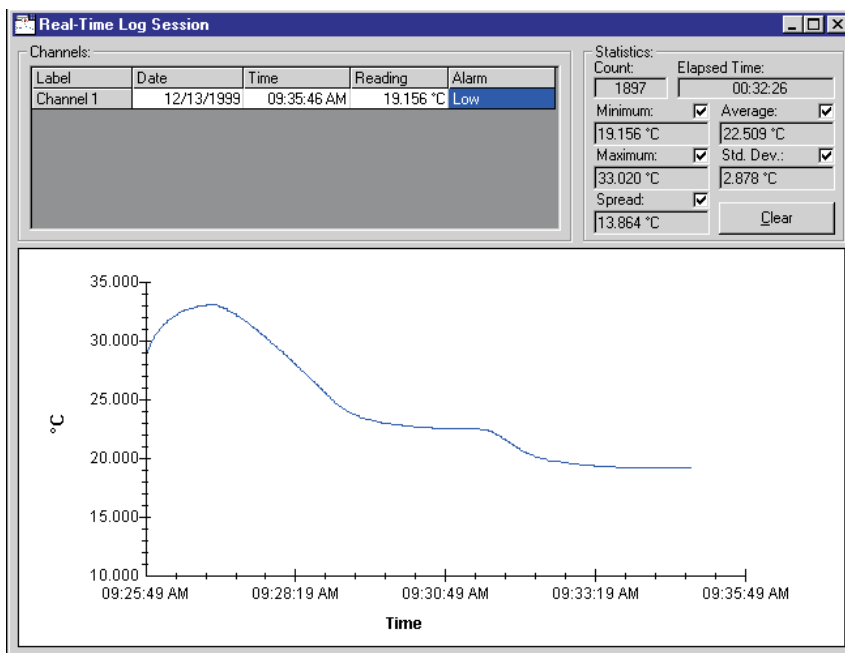 Real-Time Log Session
Channels:
Label Date Time Reading Alarm
Channel 1 12/13/1999 09:35:46 AM 19.156 °C Low
Statistics:
Count: Elapsed Time:
1897 00:32:26
Minimum: Average:
19.156 °C 22.509 °C
Maximum: Std. Dev.:
33.020 °C 2.878 °C
Spread:
13.864 °C Clear
35.000
30.000
25.000
20.000
15.000
10.000
°C
09:25:49 AM 09:28:19 AM 09:30:49 AM 09:33:19 AM 09:35:49 AM
Time